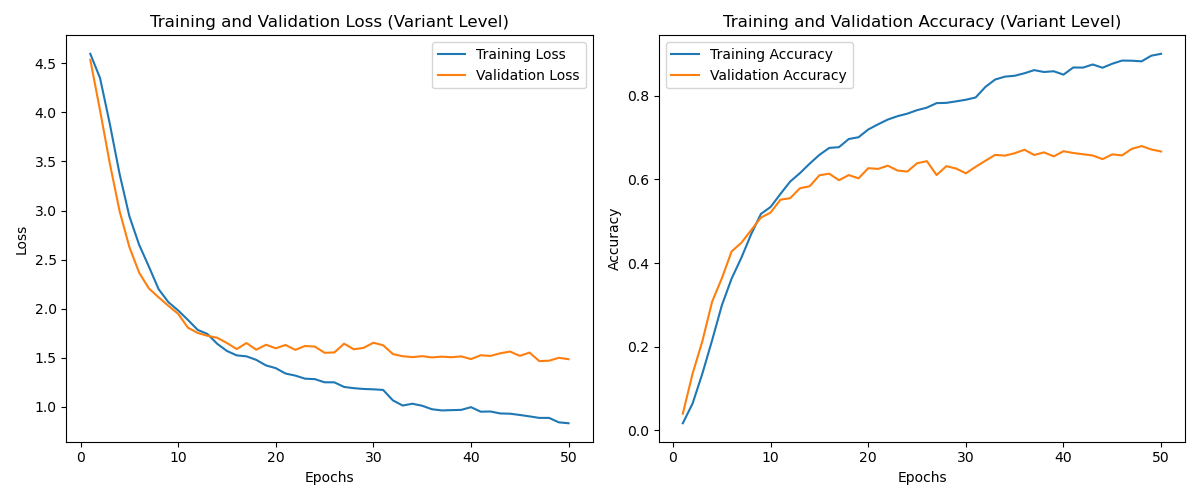 Training and Validation Loss (Variant Level)
Training Loss
Validation Loss
4.5
4.0
3.5
3.0
2.5
2.0
1.5
1.0
Loss
0 10 20 30 40 50
Epochs
Training and Validation Accuracy (Variant Level)
Training Accuracy
Validation Accuracy
0.8
0.6
0.4
0.2
0.0
Accuracy
0 10 20 30 40 50
Epochs